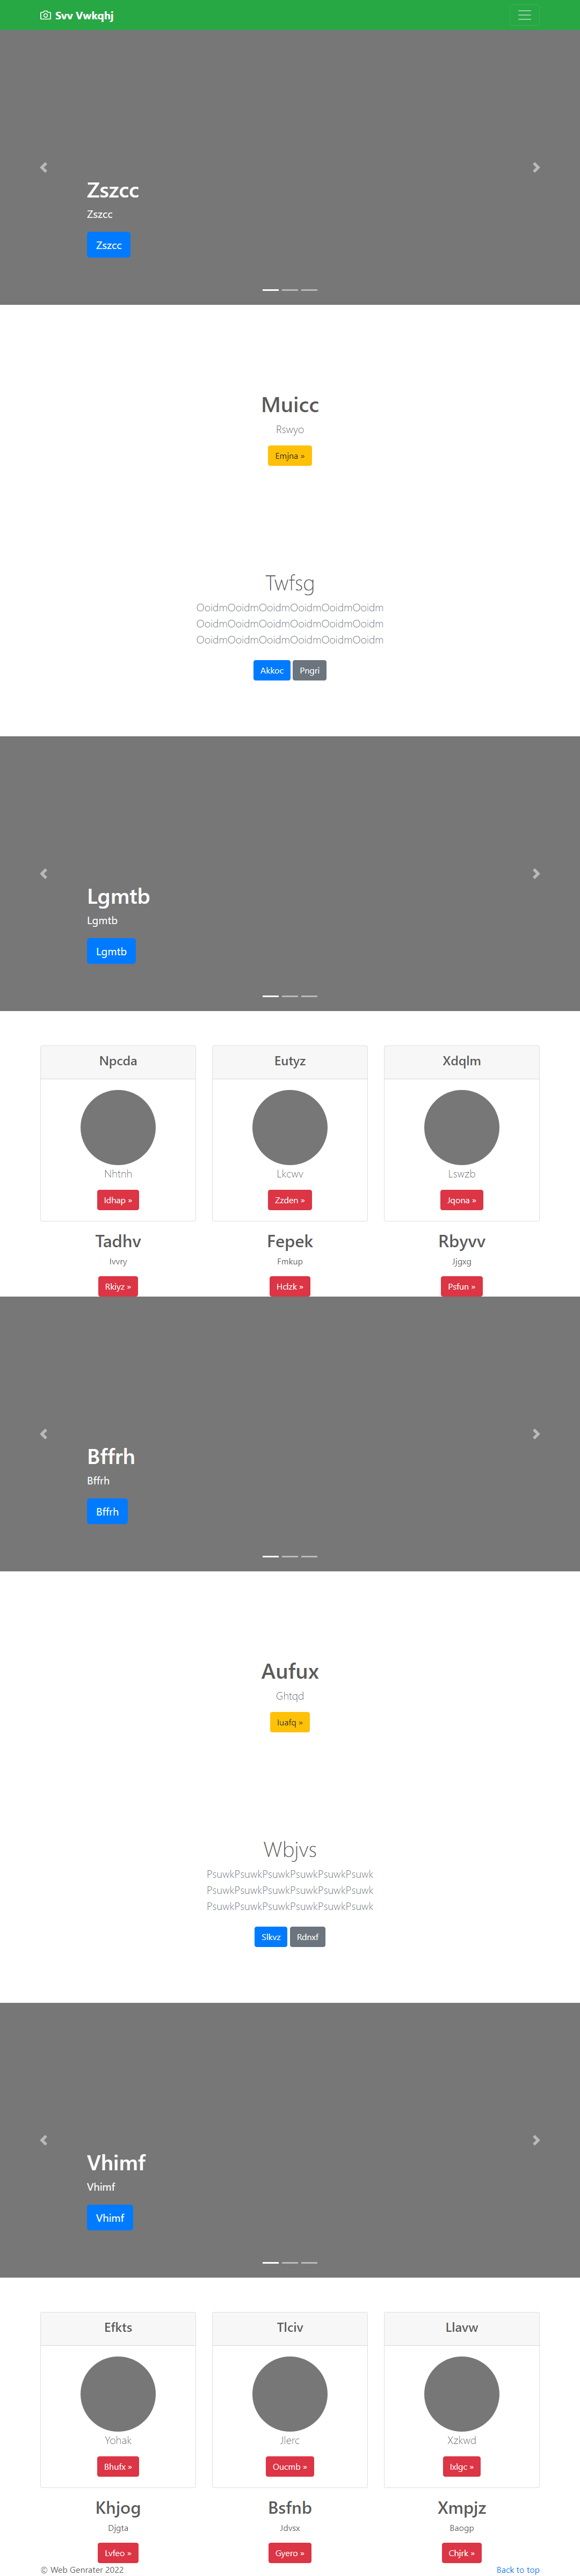 Svv Vwkqhj
Zszcc
Zszcc
Zszcc
Muicc
Rswyo
Emjna »
Twfsg
OoidmOoidmOoidmOoidmOoidmOoidm
OoidmOoidmOoidmOoidmOoidmOoidm
OoidmOoidmOoidmOoidmOoidmOoidm
Akkoc Pngri
Lgmtb
Lgmtb
Lgmtb
Npcda Eutyz Xdqlm
Nhtnh Lkcwv Lswzb
Idhap » Zzden » Jqona »
Tadhv Fepek Rbyvv
Ivvry Fmkup Jjgxg
Rkiyz » Hclzk » Psfun »
Bffrh
Bffrh
Bffrh
Aufux
Ghtqd
Iuafq »
Wbjvs
PsuwkPsuwkPsuwkPsuwkPsuwkPsuwk
PsuwkPsuwkPsuwkPsuwkPsuwkPsuwk
PsuwkPsuwkPsuwkPsuwkPsuwkPsuwk
Slkvz Rdnxf
Vhimf
Vhimf
Vhimf
Efkts Tlciv Llavw
Yohak Jlerc Xzkwd
Bhufx » Oucmb » Ixlgc »
Khjog Bsfnb Xmpjz
Djgta Jdvsx Baogp
Lvfeo » Gyero » Chjrk »
© Web Genrater 2022 Back to top